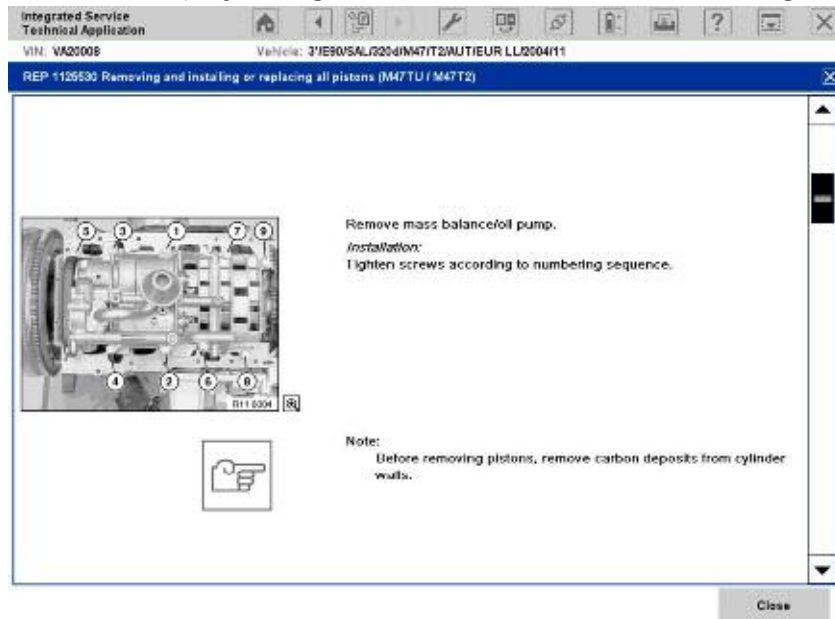 Integrated Service
Technical Application
?
VIN: VA20008
Vehicle: 3'/E90/SAL/320d/M47/T2/AUT/EUR LL/2004/11
REP 1125530 Removing and installing or replacing all pistons (M47TU / M47T2)
5 3 1 7 9
4 2 6 8
R11 0304
Remove mass balance/oil pump.
Installation:
Tighten screws according to numbering sequence.
Note:
Before removing pistons, remove carbon deposits from cylinder
walls.
Close